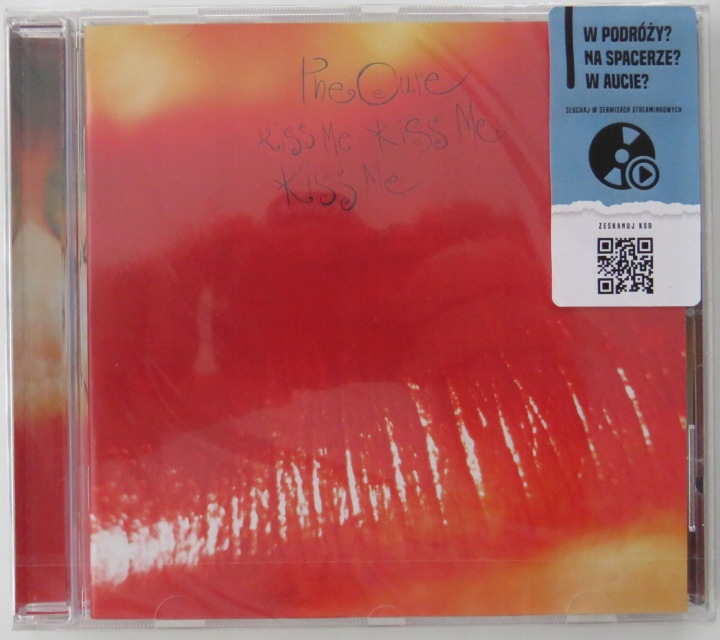 The Cure
Kiss Me Kiss Me
Kiss Me
W PODRÓŻY?
NA SPACERZE?
W AUCIE?
SŁUCHAJ W SERWISACH STREAMINGOWYCH
ZESKANUJ KOD